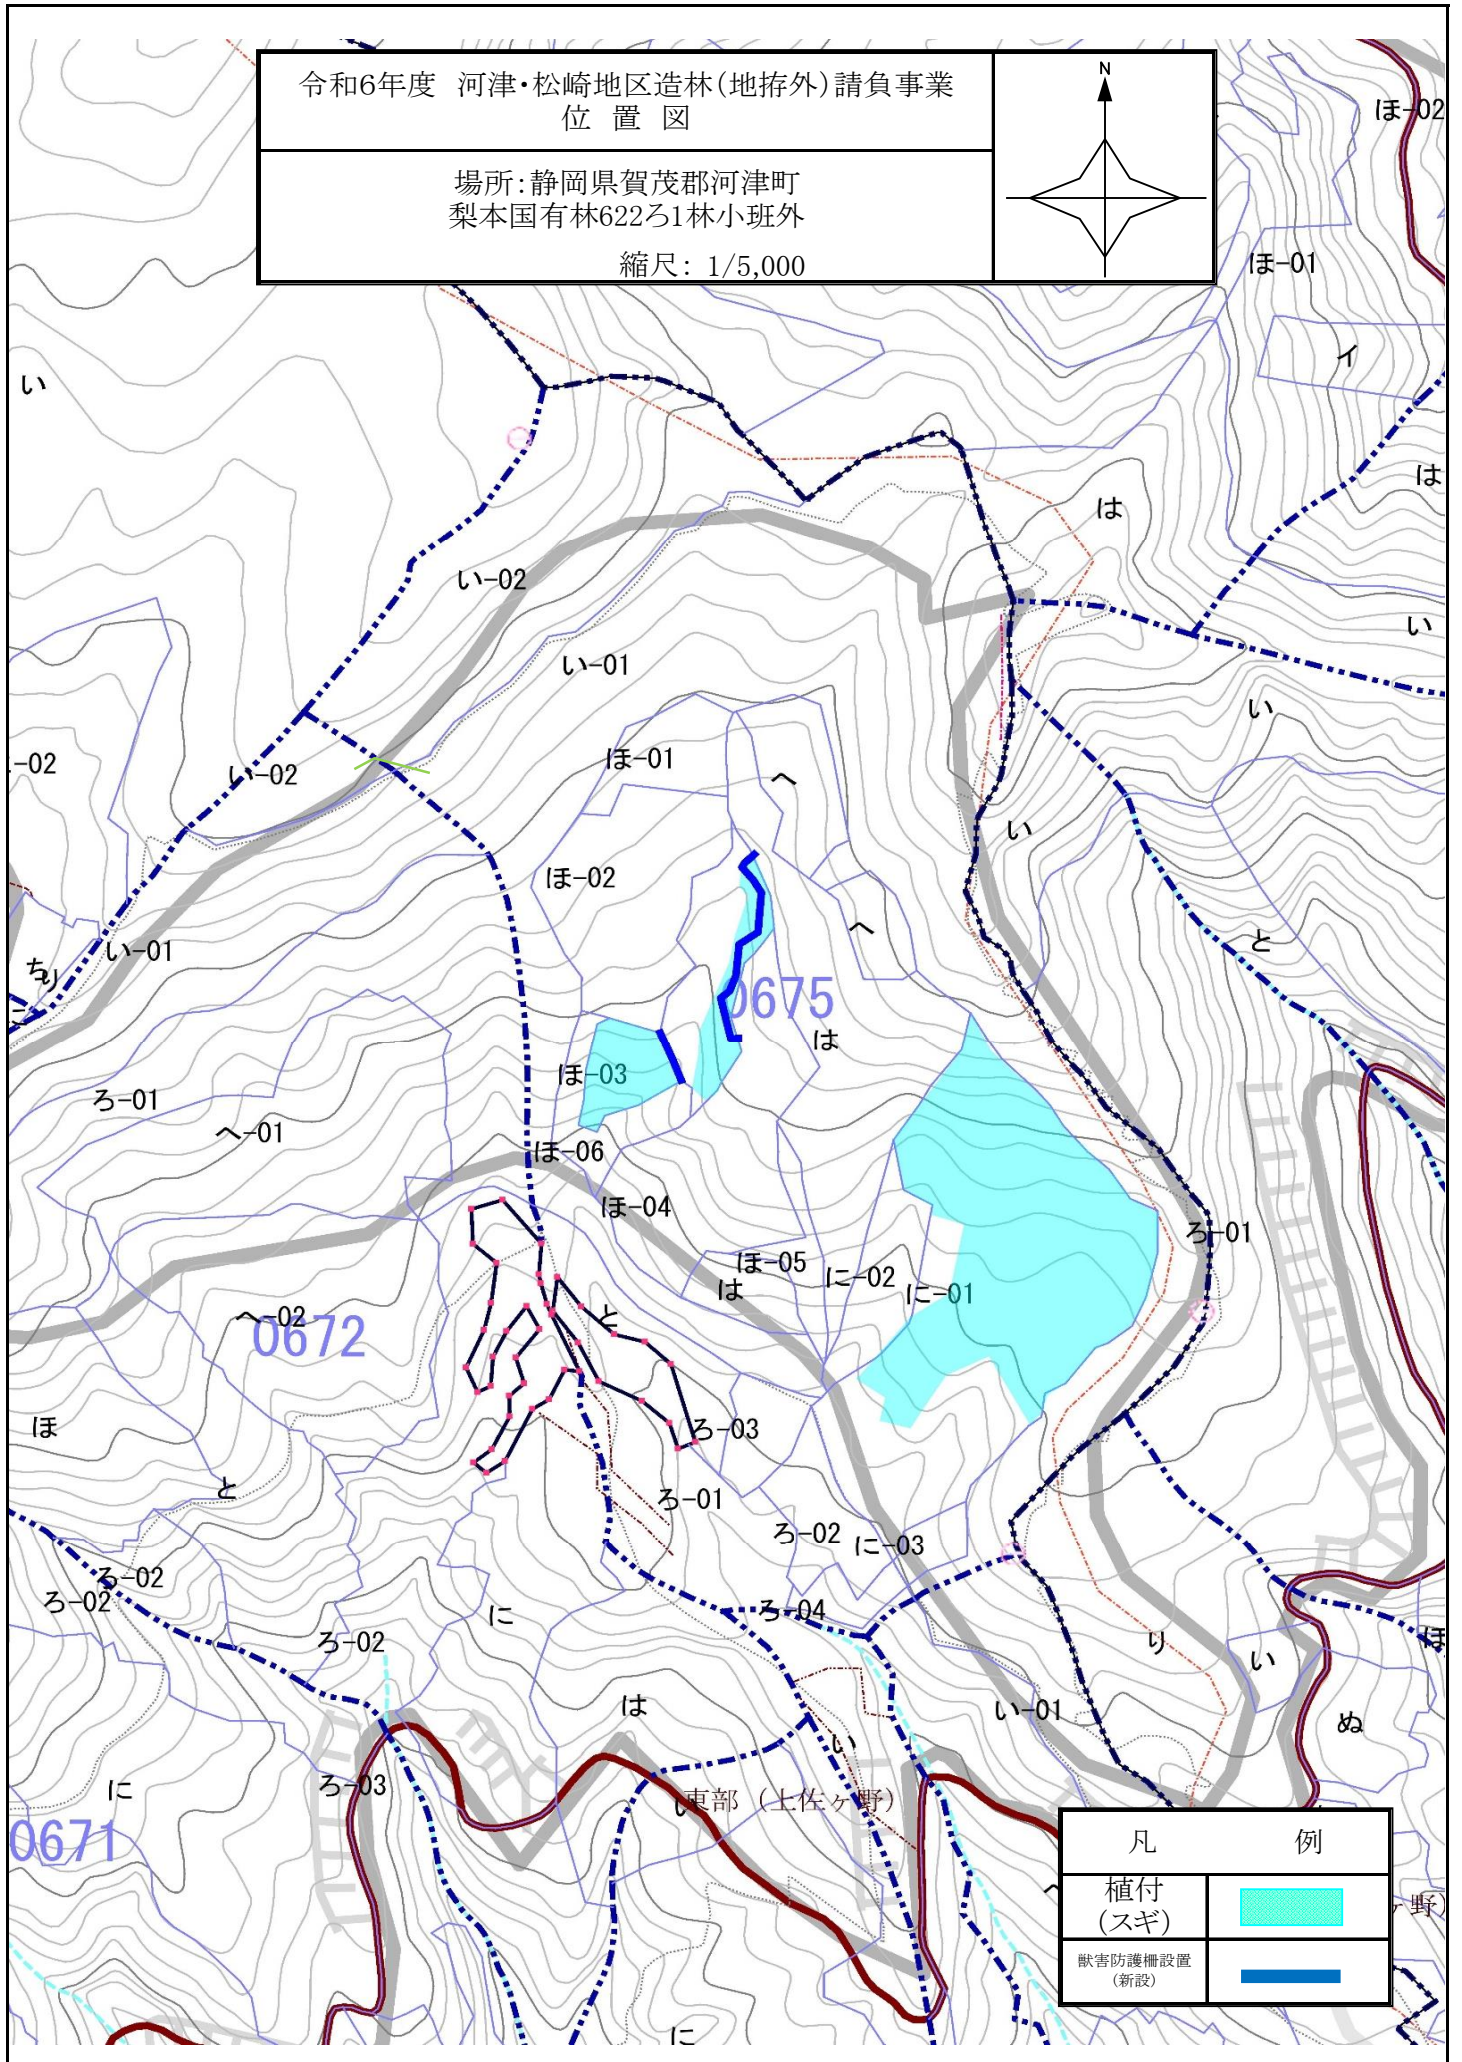 令和6年度 河津・松崎地区造林(地拵外)請負事業
位 置 図
場所：静岡県賀茂郡河津町
梨本国有林622ろ1林小班外
縮尺： 1/5,000
N
ほ-02
ほ-01
い
イ
は
は
い-02
い
い-01
い
ほ-01
-02
い-02
へ
い
ほ-02
へ
と
い-01
ち
り
に
0675
は
ほ-03
ろ-01
へ-01
ほ-06
ほ-04
ろ-01
ほ-05
は
に-02
に-01
へ-02
0672
と
ほ
ろ-03
と
ろ-01
ろ-02
に-03
ろ-02
ろ-02
に
ろ-04
ろ-02
り
い
ほ
は
い-01
ぬ
い
に
ろ-03
い
東部（上佐ヶ野）
0671
凡 例
へ
植付
（スギ）
ヶ野）
獣害防護柵設置
（新設）
に